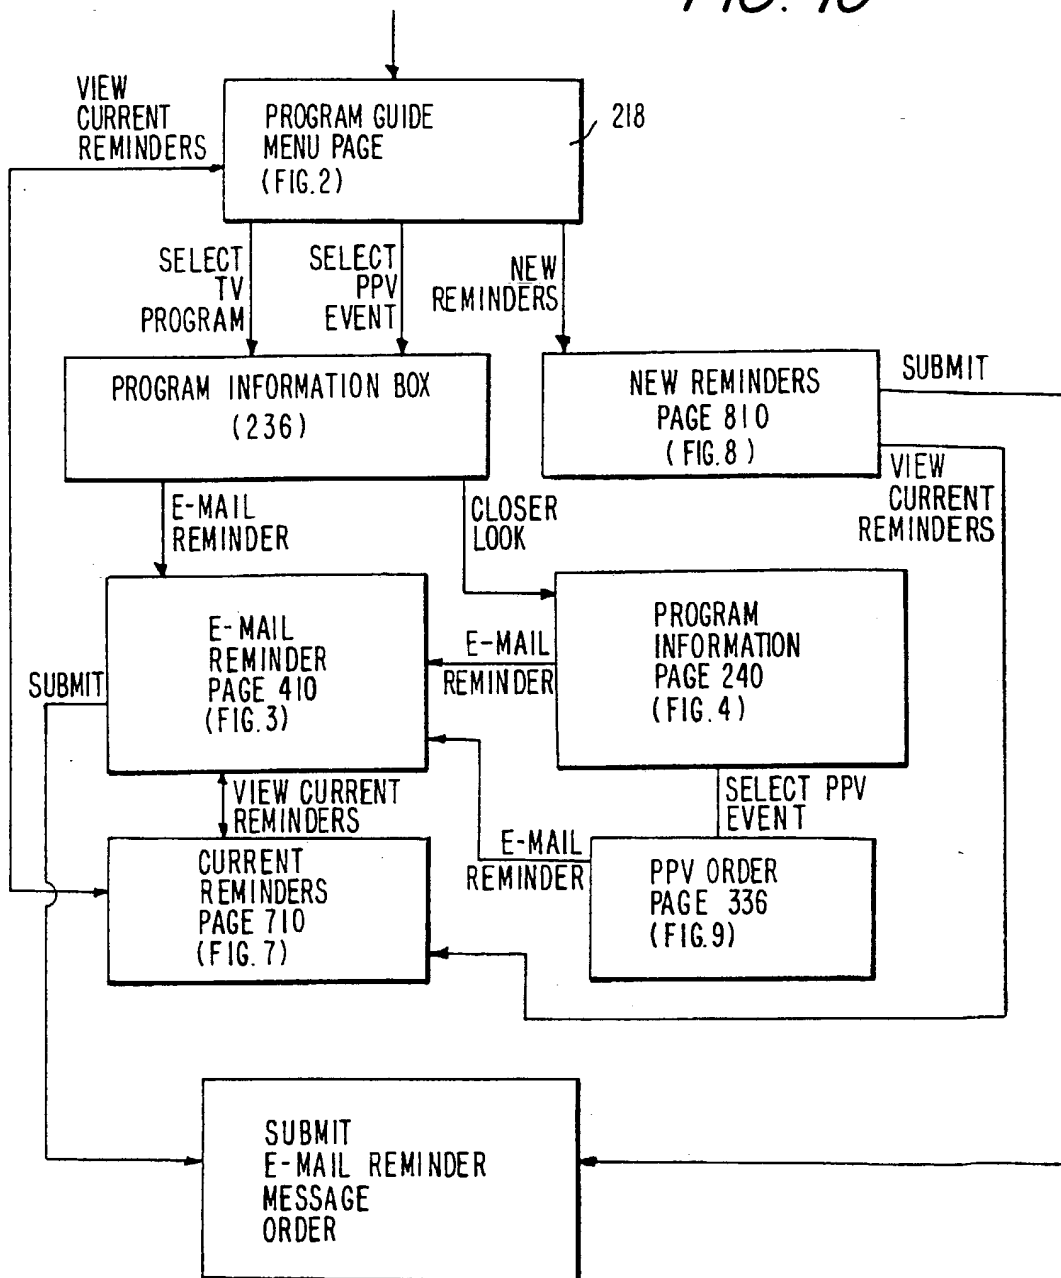 FIG. 10
VIEW
CURRENT
REMINDERS
PROGRAM GUIDE
MENU PAGE
(FIG.2)
218
SELECT
TV
PROGRAM
SELECT
PPV
EVENT
NEW
REMINDERS
PROGRAM INFORMATION BOX
(236)
NEW REMINDERS
PAGE 810
(FIG.8)
SUBMIT
VIEW
CURRENT
REMINDERS
E-MAIL
REMINDER
CLOSER
LOOK
E-MAIL
REMINDER
PAGE 410
(FIG.3)
E-MAIL
REMINDER
PROGRAM
INFORMATION
PAGE 240
(FIG.4)
SUBMIT
VIEW CURRENT
REMINDERS
SELECT PPV
EVENT
CURRENT
REMINDERS
PAGE 710
(FIG.7)
E-MAIL
REMINDER
PPV ORDER
PAGE 336
(FIG.9)
SUBMIT
E-MAIL REMINDER
MESSAGE
ORDER